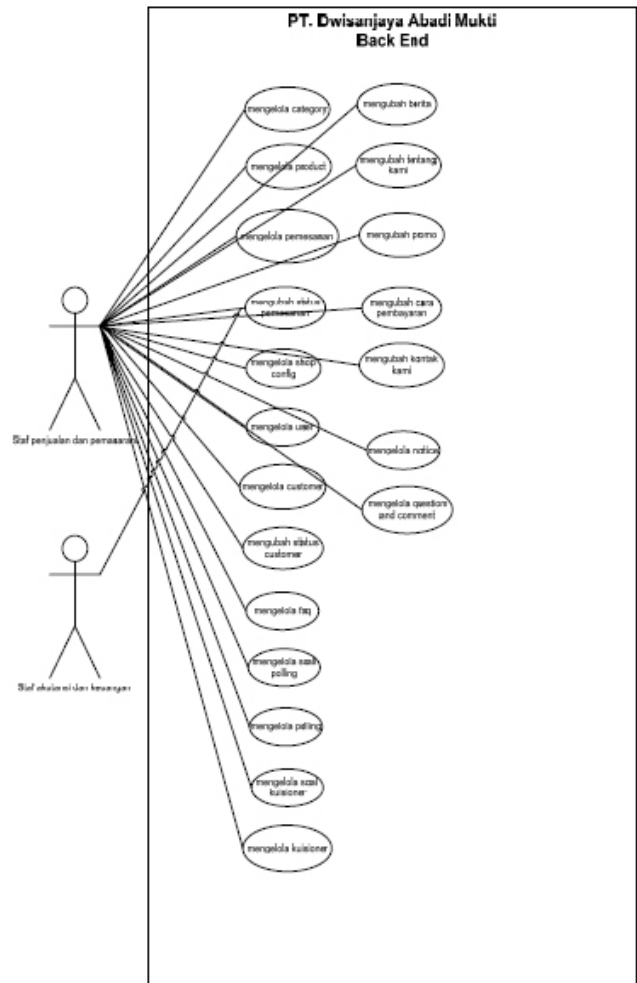 PT. Dwisanjaya Abadi Mukti
Back End
mengelola category
mengelola product
mengelola pemesanan
mengubah status
pemesanan
mengelola shop
config
mengelola user
mengelola customer
mengubah status
customer
mengelola faq
mengelola soal
polling
mengelola polling
mengelola soal
kuisioner
mengelola kuisioner
mengubah berita
mengubah tentang
kami
mengubah promo
mengubah cara
pembayaran
mengubah kontak
kami
mengelola notice
mengelola question
and comment
Staf penjualan dan pemasaran
Staf akutansi dan keuangan